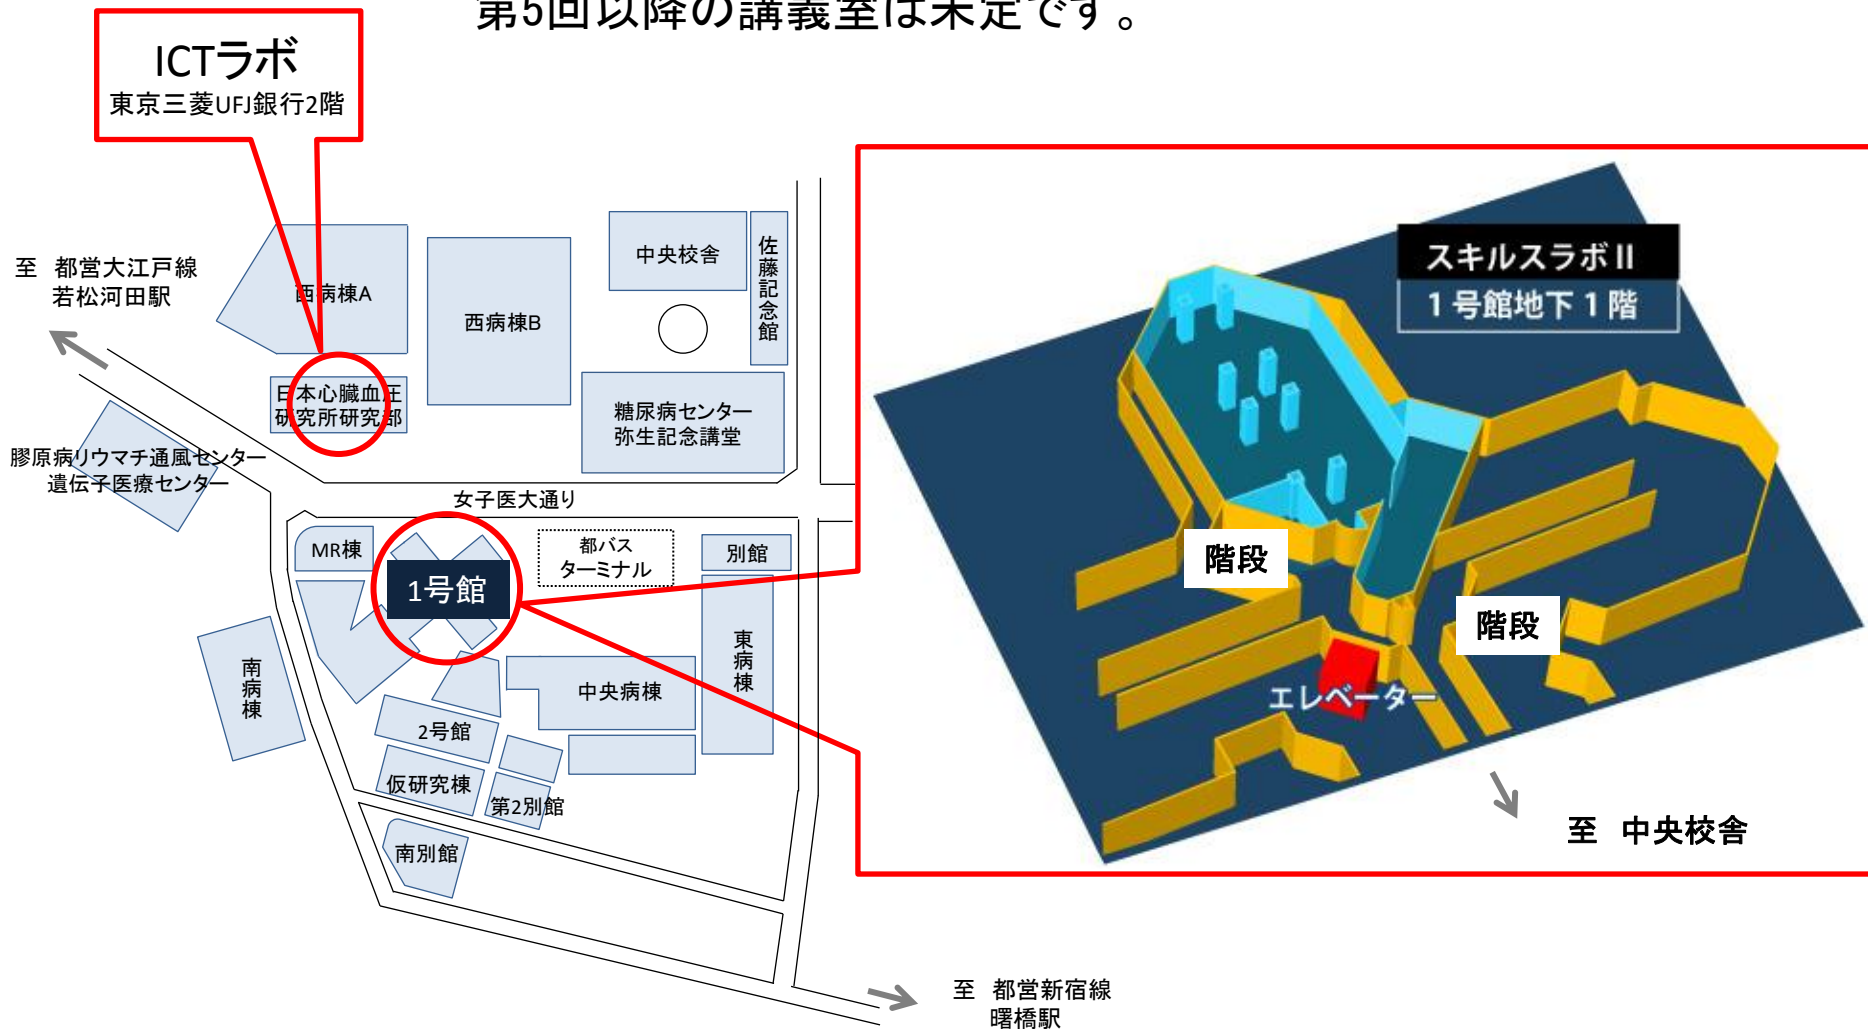 第5回以降の講義室は未定です。
ICTラボ
東京三菱UFJ銀行2階
至 都営大江戸線
若松河田駅
西病棟A
西病棟B
中央校舎
佐藤記念館
日本心臓血圧
研究所研究部
糖尿病センター
弥生記念講堂
膠原病リウマチ通風センター
遺伝子医療センター
女子医大通り
MR棟
1号館
都バス
ターミナル
別館
東病棟
南病棟
中央病棟
2号館
仮研究棟
第2別館
南別館
至 都営新宿線
曙橋駅
スキルスラボⅡ
1号館地下1階
階段
階段
エレベーター
至 中央校舎